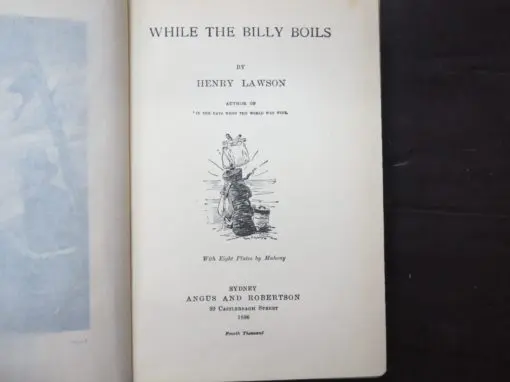 WHILE THE BILLY BOILS
BY
HENRY LAWSON
AUTHOR OF
"IN THE DAYS WHEN THE WORLD WAS WIDE.
With Eight Plates by Mahony
SYDNEY
ANGUS AND ROBERTSON
89 CASTLEREAGH STREET
1896
Fourth Thousand